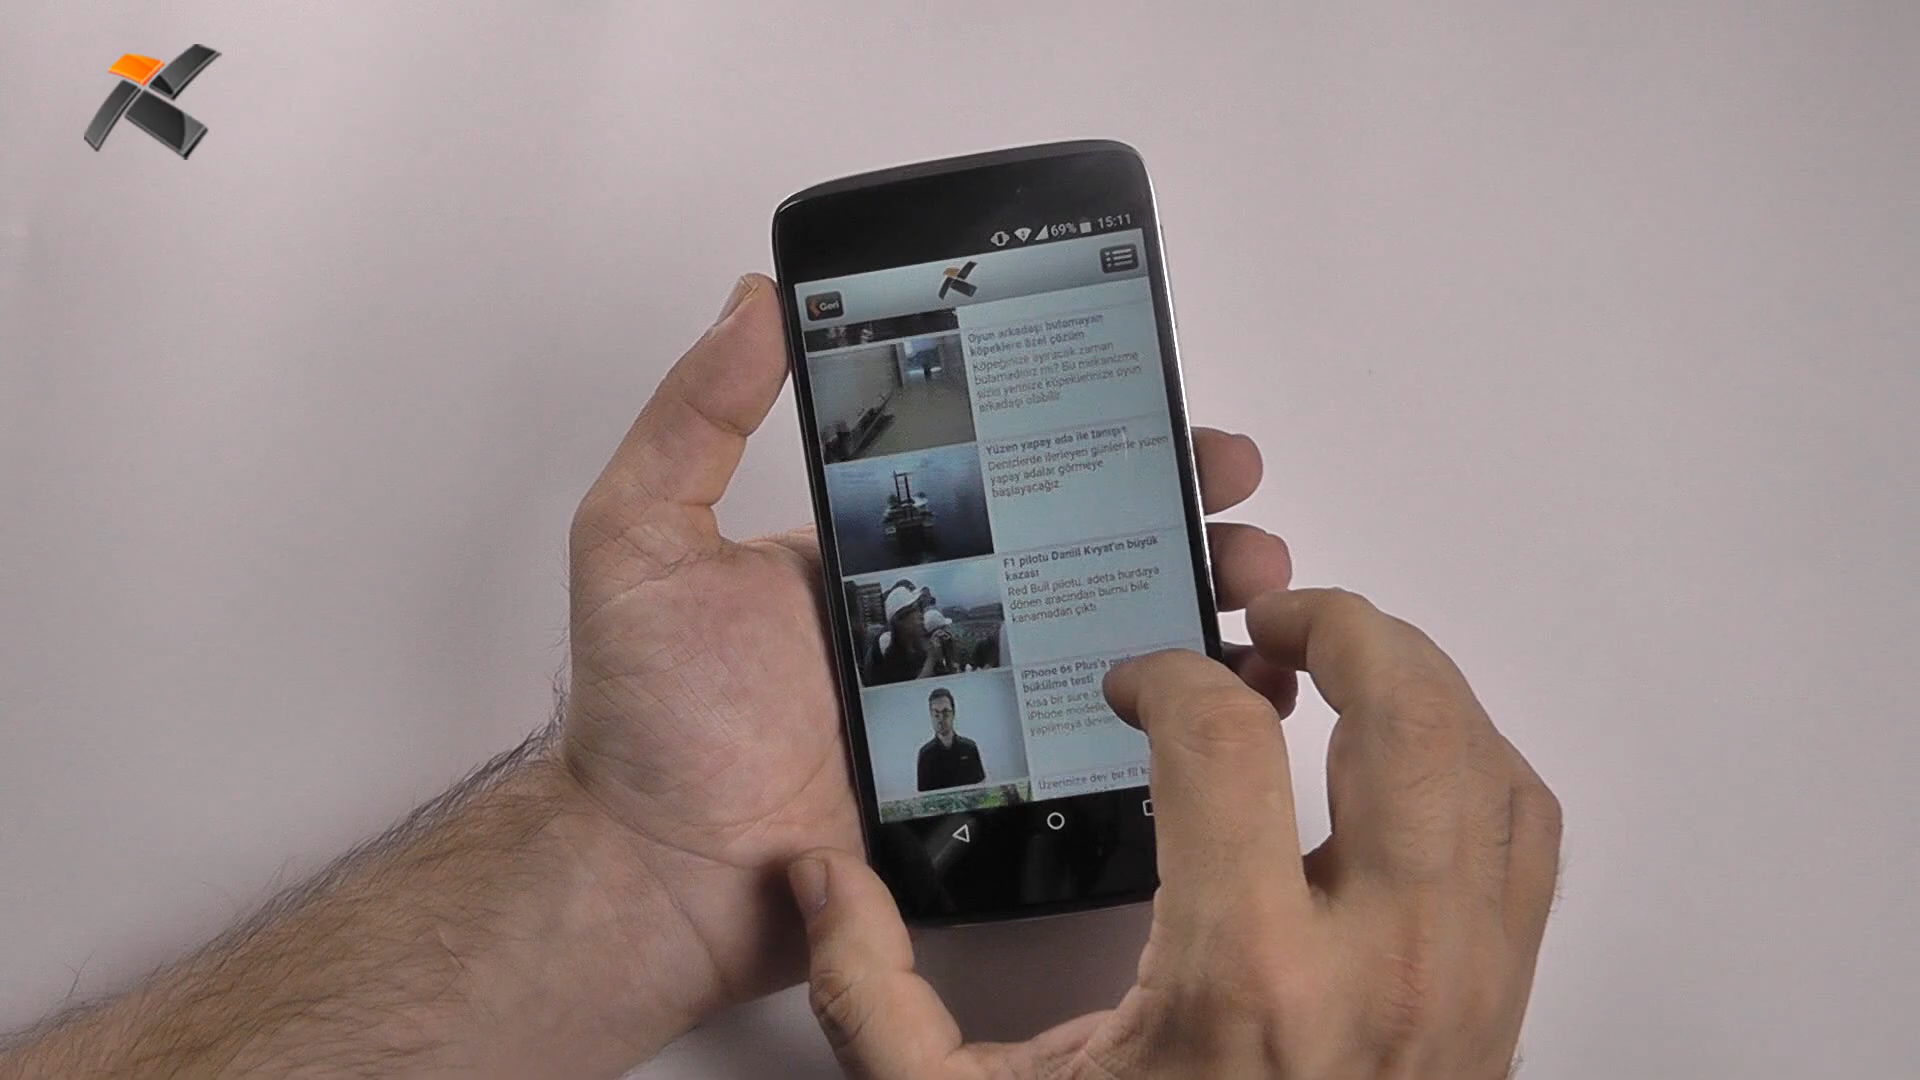 69% 15:11
Geri
Oyun arkadaşı bulamayan
köpeklere özel çözüm
Köpeğinize ayıracak zaman
bulamadınız mı? Bu mekanizma
sizin yerinize köpeklerinize oyun
arkadaşı olabilir.
Yüzen yapay ada ile tanışın
Denizlerde ilerleyen günlerde yüzen
yapay adalar görmeye
başlayacağız.
F1 pilotu Daniil Kvyat'ın büyük
kazası
Red Bull pilotu, adeta hurdaya
dönen aracından burnu bile
kanamadan çıktı
iPhone 6s Plus'a
bükülme testi
Kısa bir süre
iPhone
yapılmaya devam
Üzerinize dev bir fil